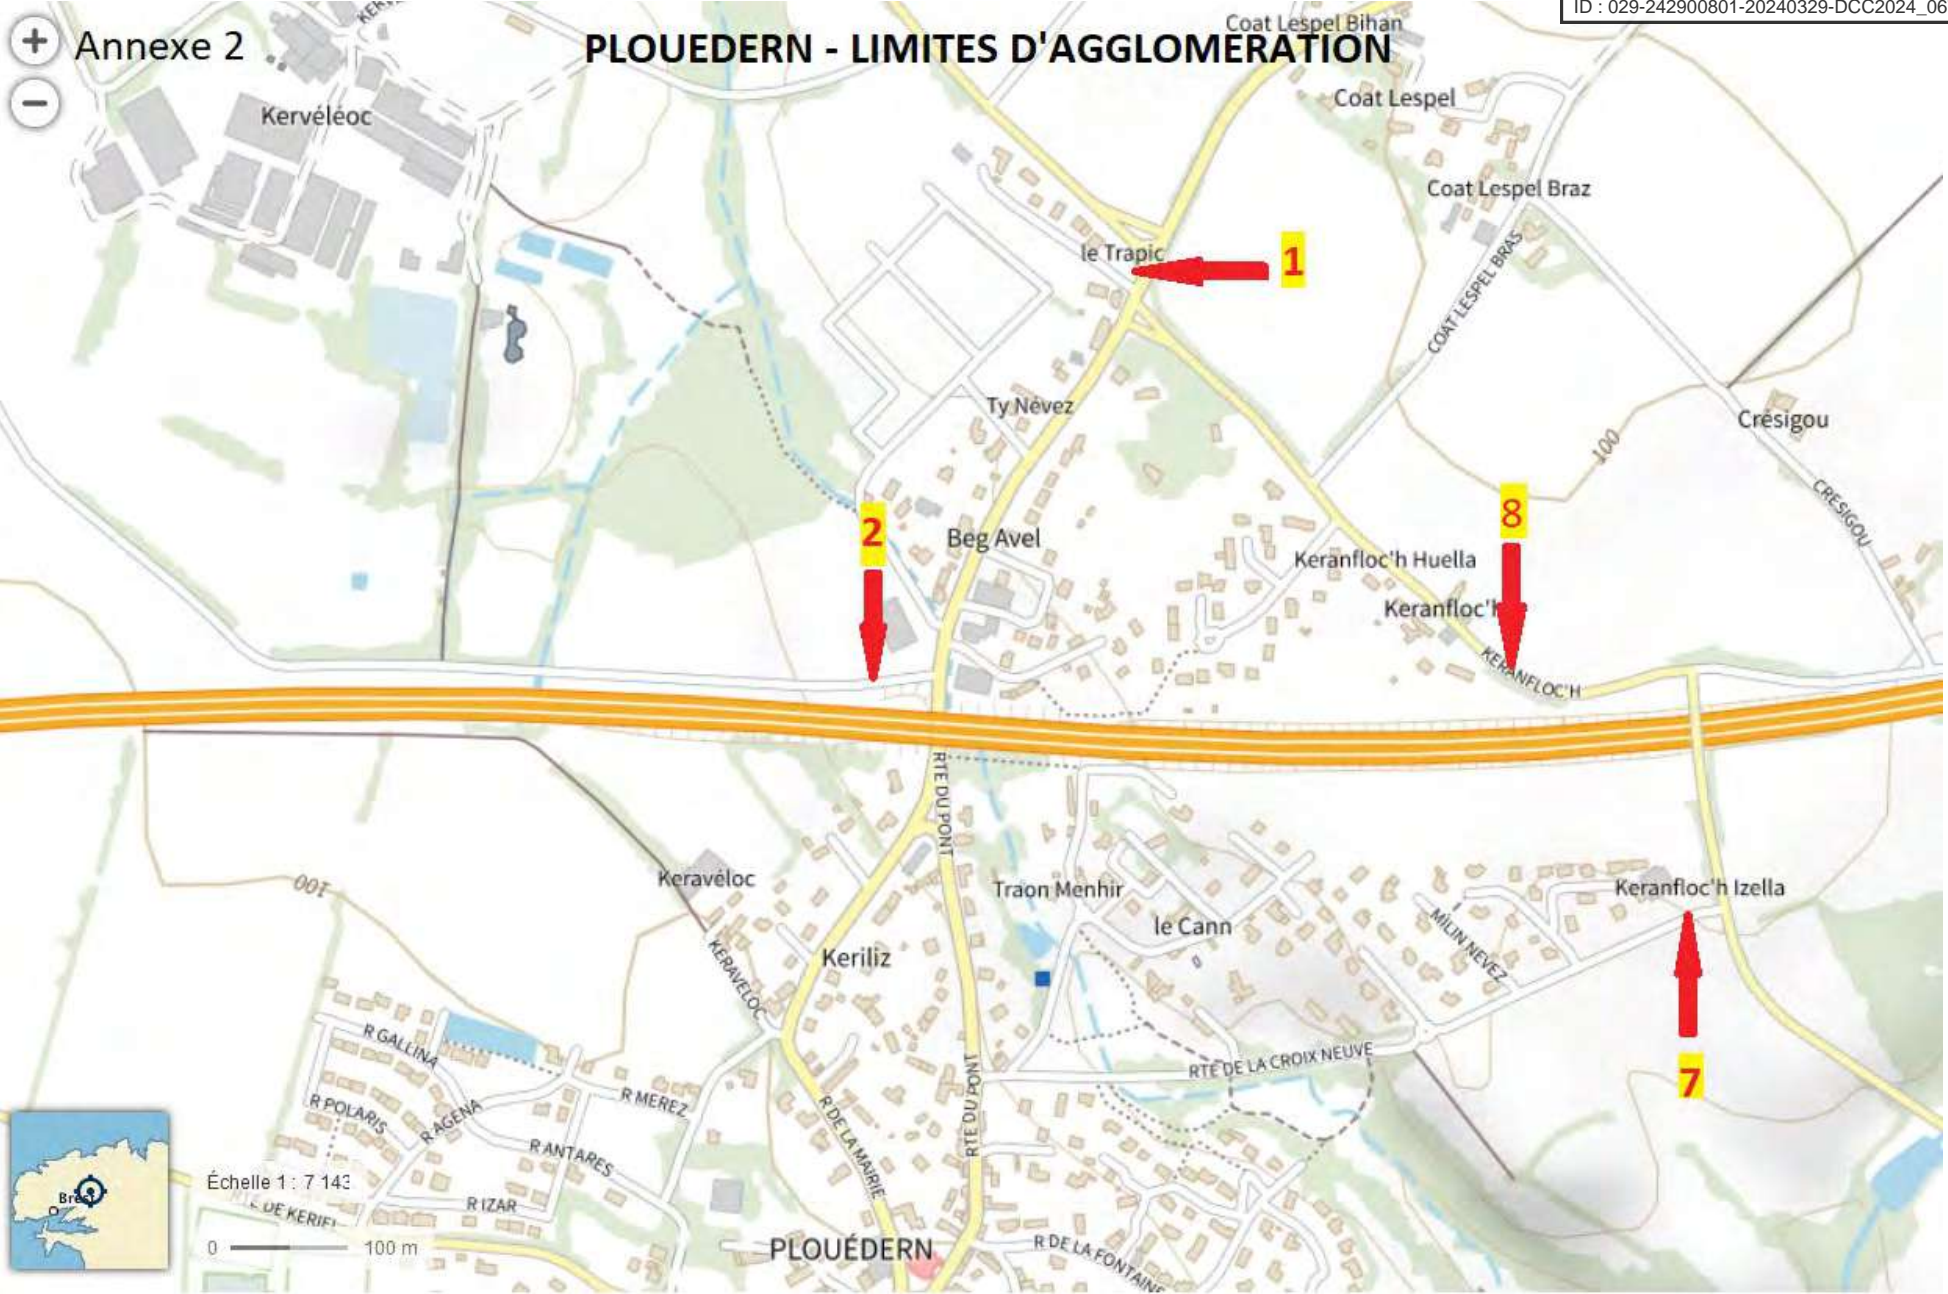 ID : 029-242900801-20240329-DCC2024_06
Annexe 2
PLOUEDERN - LIMITES D'AGGLOMERATION
Coat Lespel Bihan
Coat Lespel
Kervéléoc
Coat Lespel Braz
le Trapic
1
COAT LESPEL BRAS
Ty Névez
Crésigou
100
CRESIGOU
8
2
Beg Avel
Keranfloc'h Huella
Keranfloc'h
KERANFLOC'H
RTE DU PONT
Keravéloc
Traon Menhir
Keranfloc'h Izella
100
le Cann
MILIN NEVEZ
Keriliz
KERAVELOC
R GALLINA
RTE DE LA CROIX NEUVE
7
R MEREZ
R POLARIS
R AGENA
R DE LA MAIRIE
RTE DU PONT
R ANTARES
Échelle 1 : 7 143
Brest
R IZAR
0 100 m
PLOUÉDERN
R DE LA FONTAINE